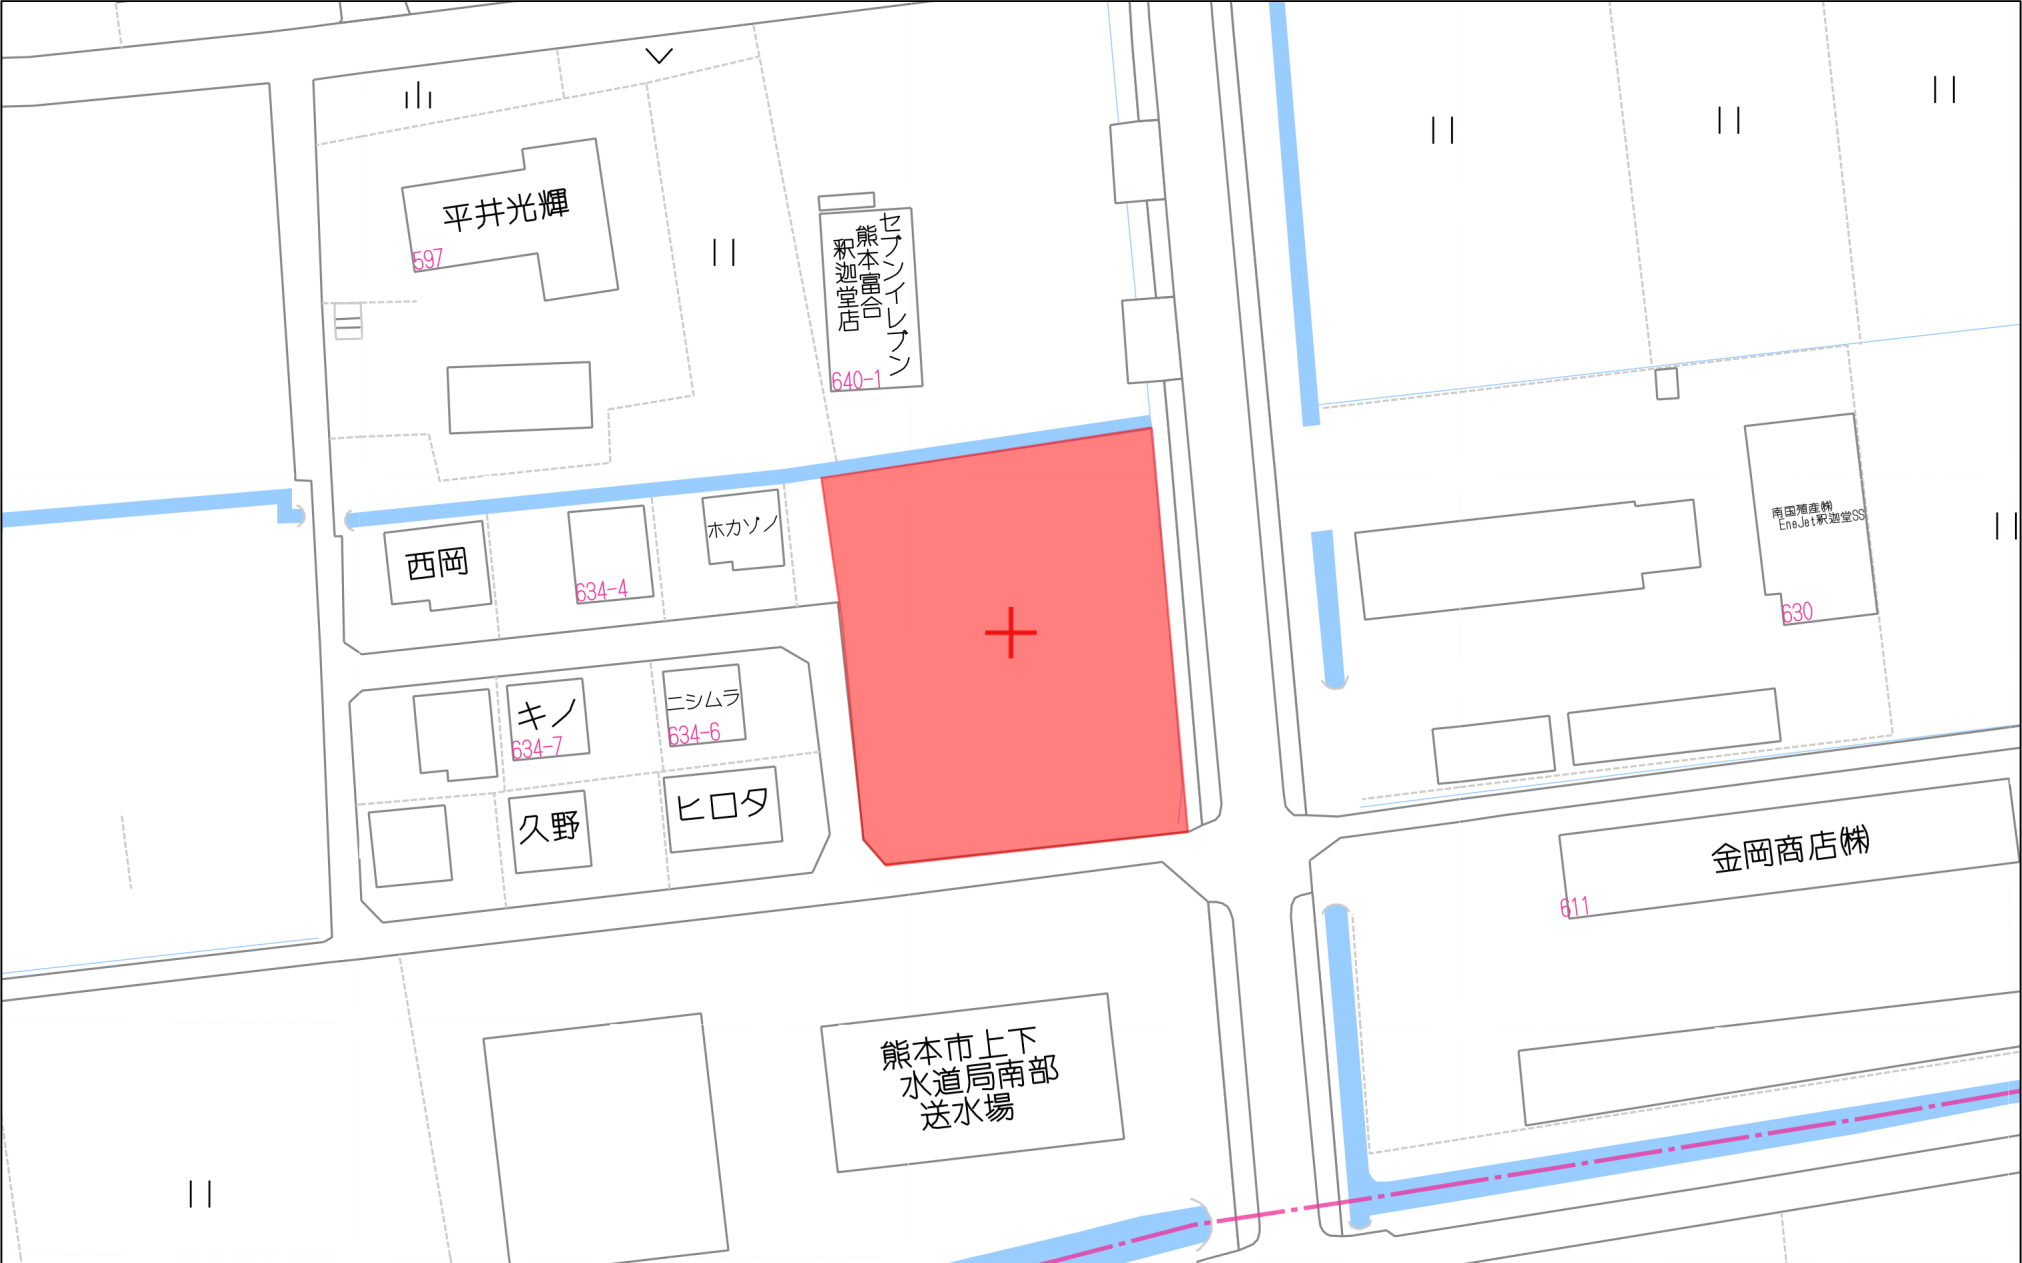 平井光輝
597
セブンイレブン
熊本富合
釈迦堂店
640-1
西岡
634-4
ホカゾノ
南国殖産㈱
EneJet釈迦堂SS
630
キノ
634-7
ニシムラ
634-6
久野
ヒロタ
金岡商店㈱
611
熊本市上下
水道局南部
送水場